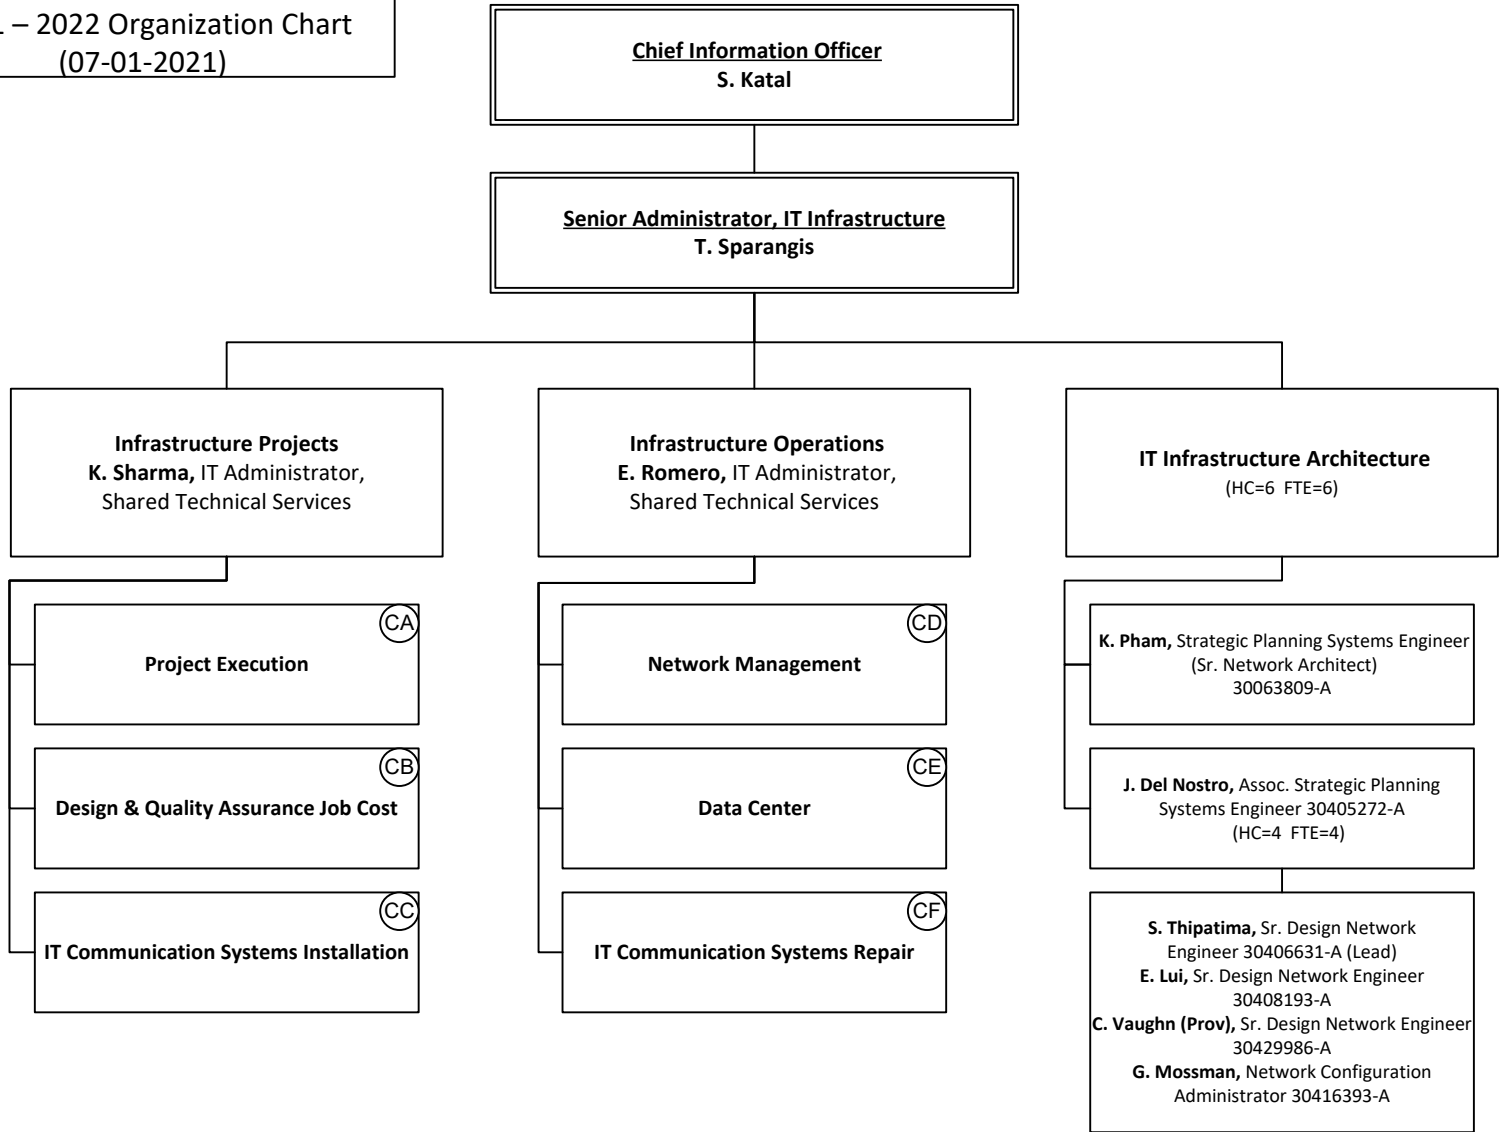 – 2022 Organization Chart
(07-01-2021)
Chief Information Officer
S. Katal
Senior Administrator, IT Infrastructure
T. Sparangis
Infrastructure Projects
K. Sharma, IT Administrator,
Shared Technical Services
Infrastructure Operations
E. Romero, IT Administrator,
Shared Technical Services
IT Infrastructure Architecture
(HC=6 FTE=6)
CA
Project Execution
CB
Design & Quality Assurance Job Cost
CC
IT Communication Systems Installation
CD
Network Management
CE
Data Center
CF
IT Communication Systems Repair
K. Pham, Strategic Planning Systems Engineer
(Sr. Network Architect)
30063809-A
J. Del Nostro, Assoc. Strategic Planning
Systems Engineer 30405272-A
(HC=4 FTE=4)
S. Thipatima, Sr. Design Network
Engineer 30406631-A (Lead)
E. Lui, Sr. Design Network Engineer
30408193-A
C. Vaughn (Prov), Sr. Design Network Engineer
30429986-A
G. Mossman, Network Configuration
Administrator 30416393-A